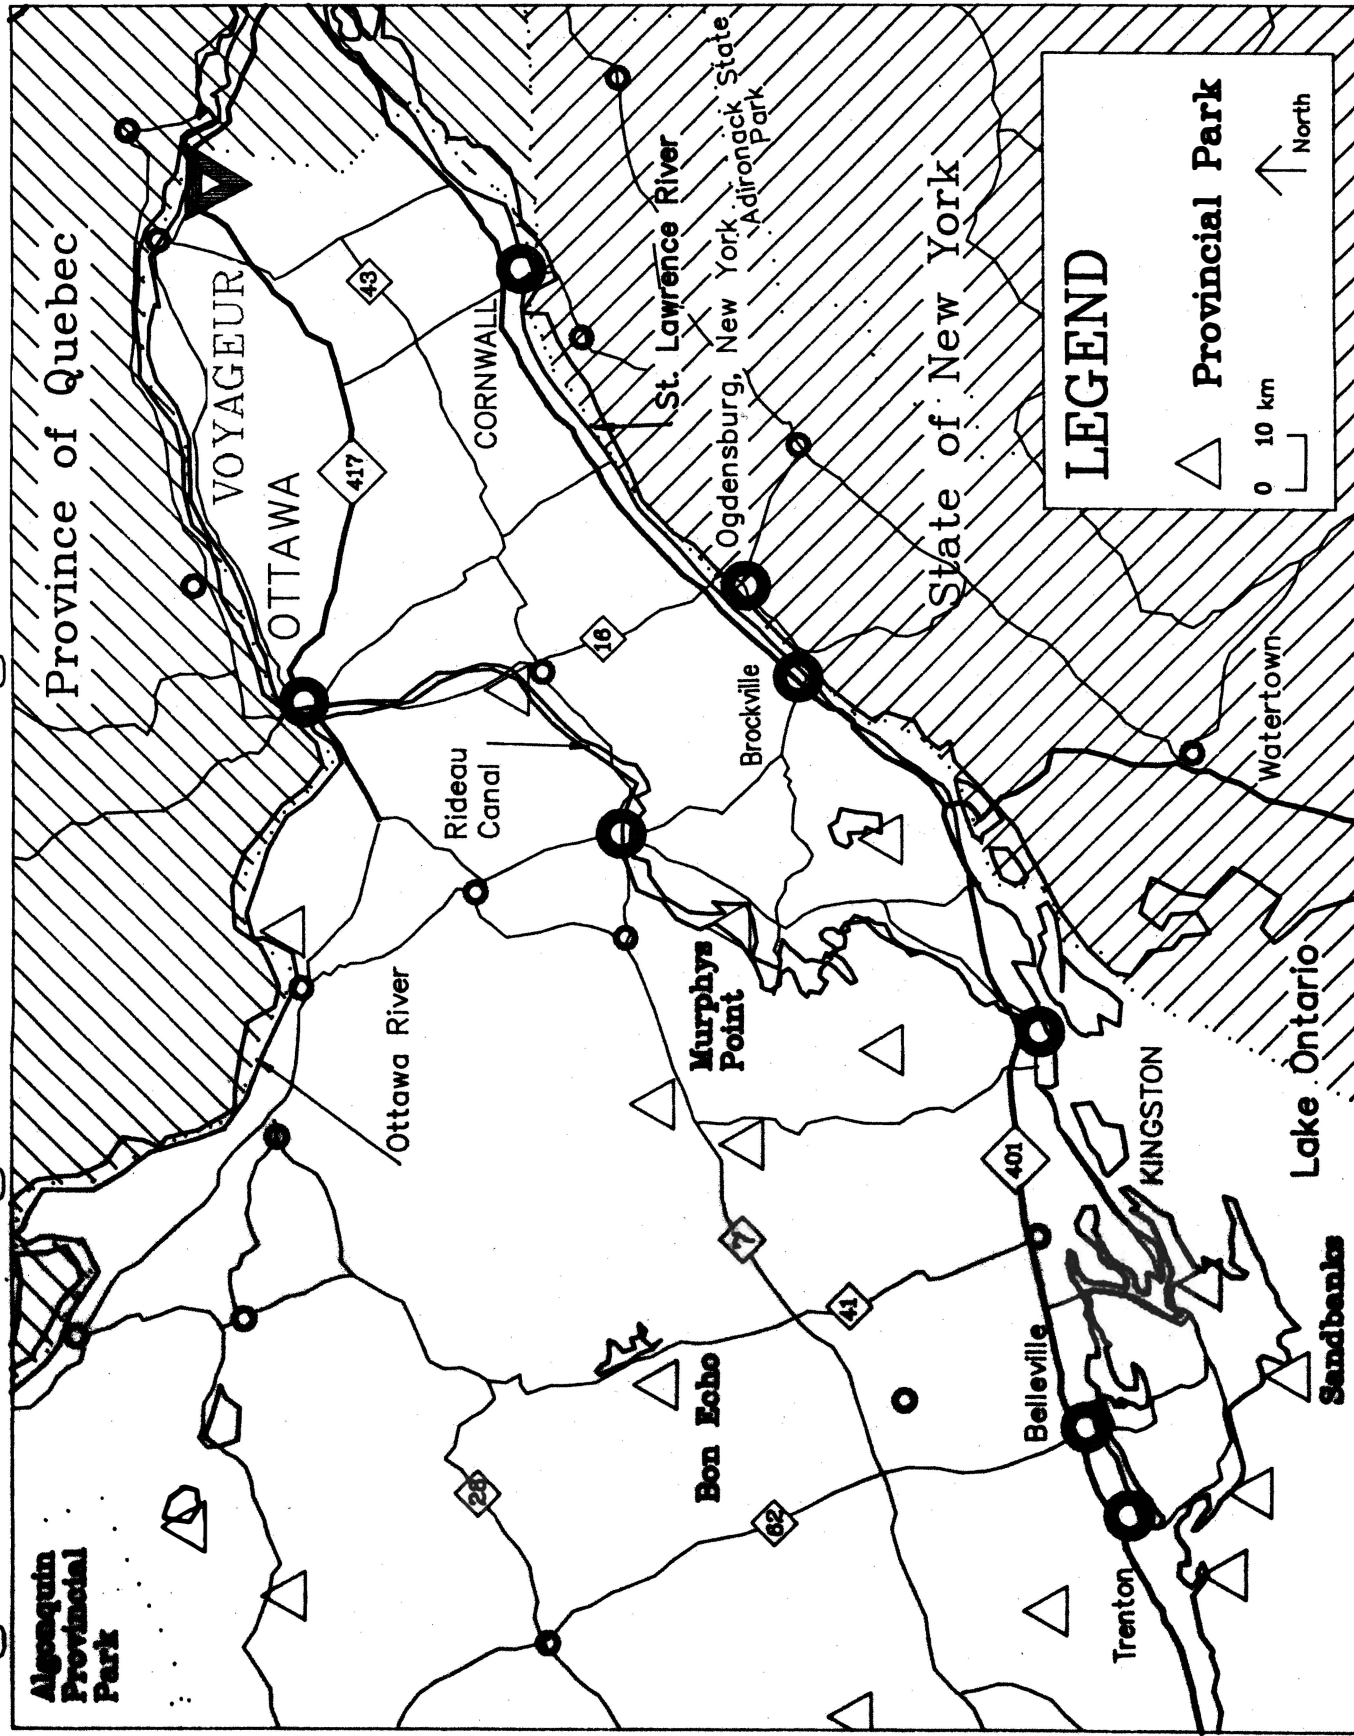 Province of Quebec
VOYAGEUR
OTTAWA
417
43
CORNWALL
St. Lawrence River
Ogdensburg, New York
Adironack State
Park
State of New York
16
Rideau
Canal
Brockville
Watertown
Ottawa River
Murphys
Point
KINGSTON
401
Lake Ontario
7
41
Bon Echo
Belleville
Sandbanks
28
62
Trenton
Algonquin
Provincial
Park
LEGEND
Provincial Park
0 10 km
North